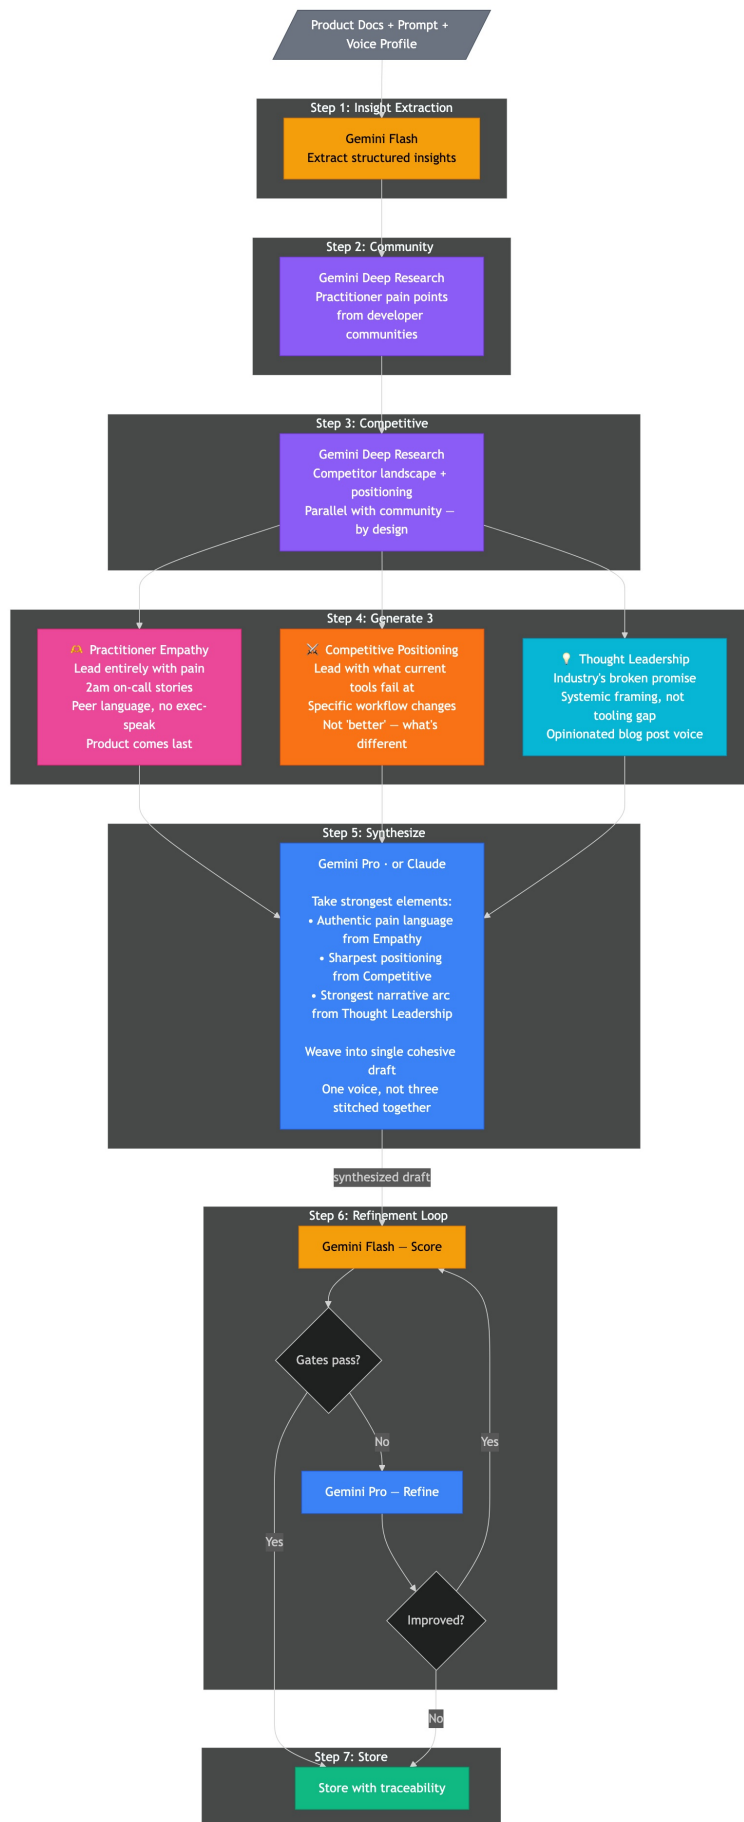 Product Docs + Prompt +
Voice Profile
Step 1: Insight Extraction
Gemini Flash
Extract structured insights
Step 2: Community
Gemini Deep Research
Practitioner pain points
from developer
communities
Step 3: Competitive
Gemini Deep Research
Competitor landscape +
positioning
Parallel with community —
by design
Step 4: Generate 3
🫶 Practitioner Empathy
Lead entirely with pain
2am on-call stories
Peer language, no exec-
speak
Product comes last
⚔ Competitive Positioning
Lead with what current
tools fail at
Specific workflow changes
Not 'better' — what's
different
💡 Thought Leadership
Industry's broken promise
Systemic framing, not
tooling gap
Opinionated blog post voice
Step 5: Synthesize
Gemini Pro · or Claude
Take strongest elements:
• Authentic pain language
from Empathy
• Sharpest positioning
from Competitive
• Strongest narrative arc
from Thought Leadership
Weave into single cohesive
draft
One voice, not three
stitched together
synthesized draft
Step 6: Refinement Loop
Gemini Flash — Score
Gates pass?
No
Yes
Gemini Pro — Refine
Yes
Improved?
No
Step 7: Store
Store with traceability